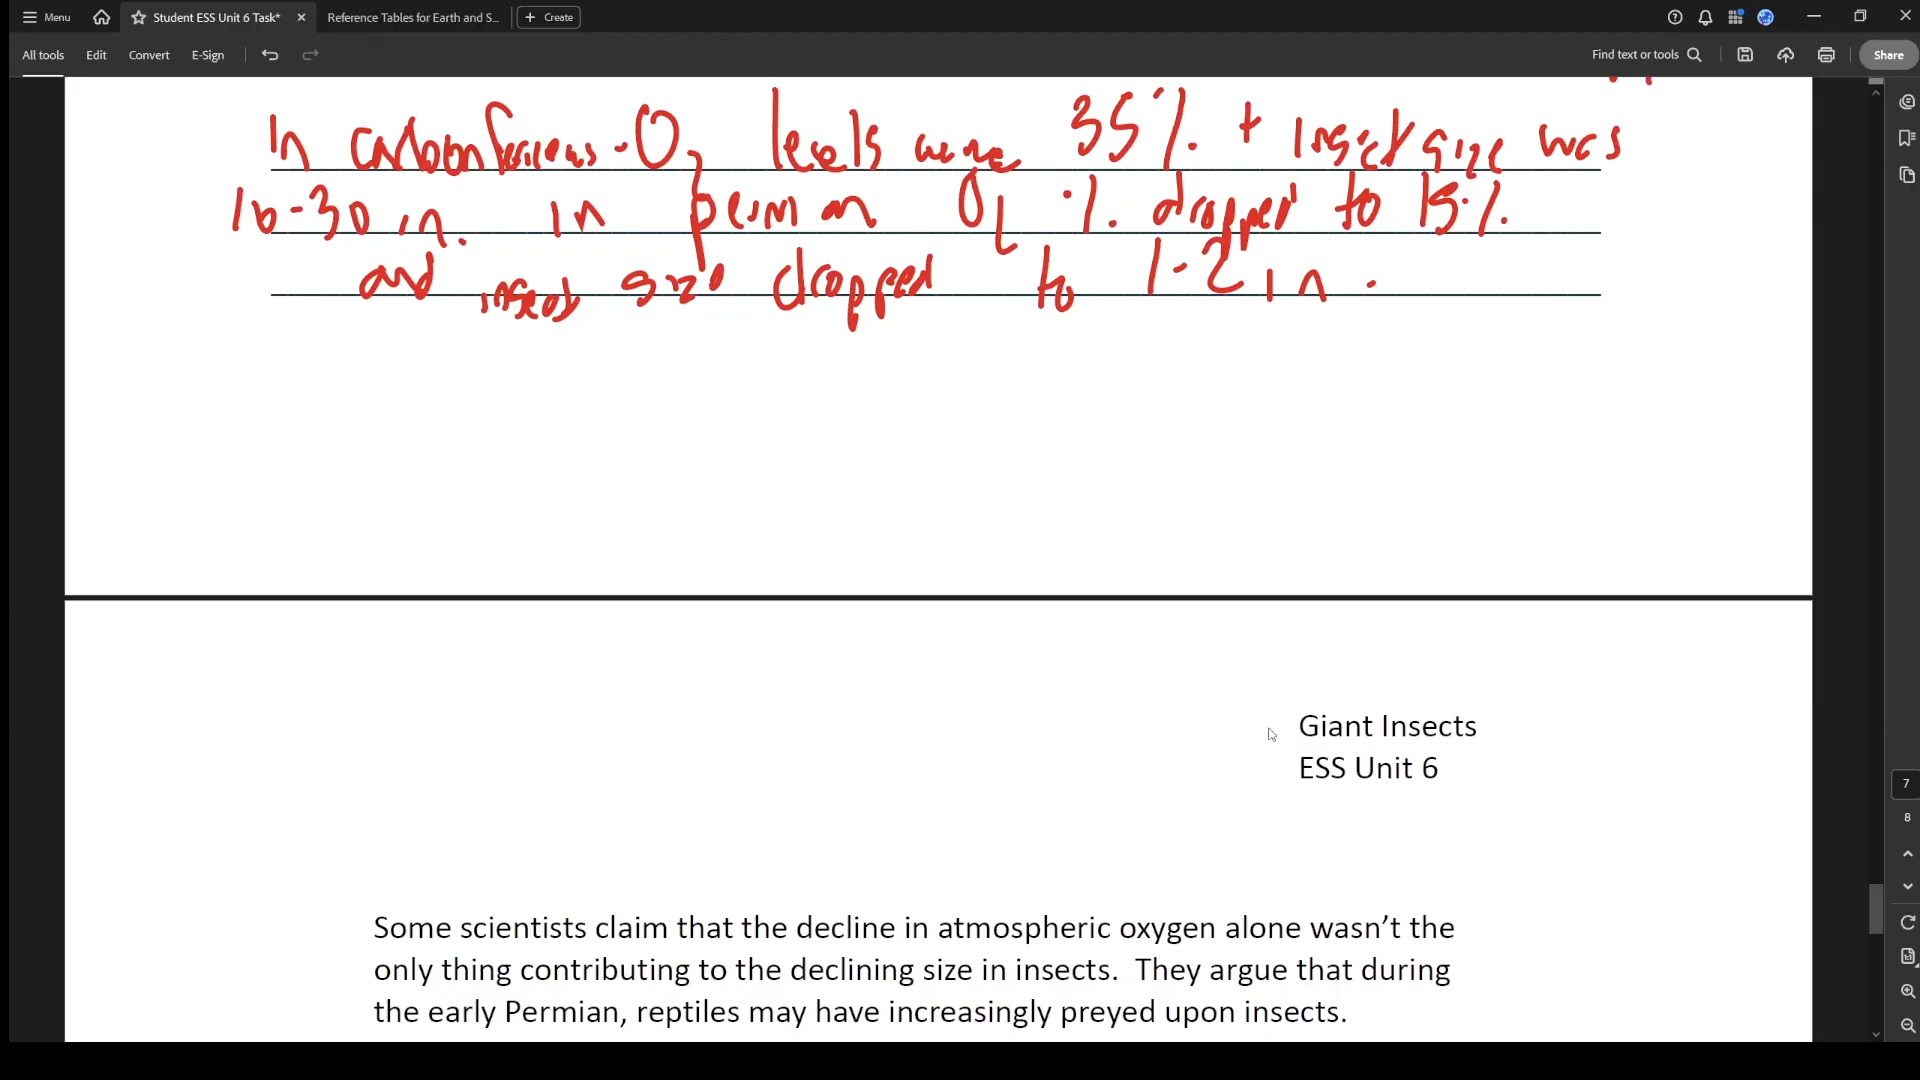 Menu
Student ESS Unit 6 Task*
Reference Tables for Earth and S...
Create
All tools
Edit
Convert
E-Sign
Find text or tools
Share
In carboniferous - O2 levels were 35% + insect size was
16-30 in. in permian O2 % dropped to 15%
and insect size dropped to 1-2 in.
Giant Insects
ESS Unit 6
Some scientists claim that the decline in atmospheric oxygen alone wasn’t the
only thing contributing to the declining size in insects.  They argue that during
the early Permian, reptiles may have increasingly preyed upon insects.
7
8